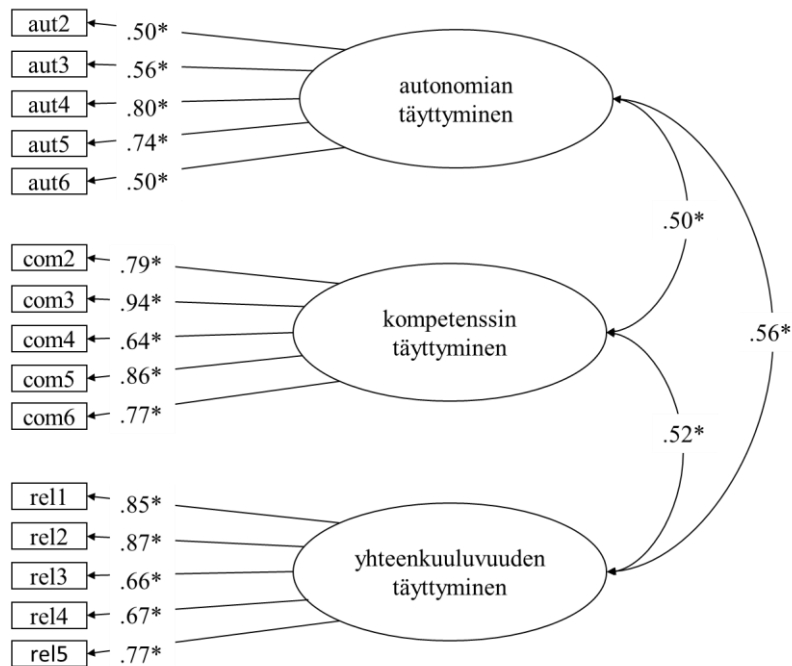 aut2
.50*
aut3
.56*
aut4
.80*
aut5
.74*
aut6
.50*
autonomian
täyttyminen
.50*
com2
.79*
com3
.94*
com4
.64*
com5
.86*
com6
.77*
kompetenssin
täyttyminen
.56*
.52*
rel1
.85*
rel2
.87*
rel3
.66*
rel4
.67*
rel5
.77*
yhteenkuuluvuuden
täyttyminen